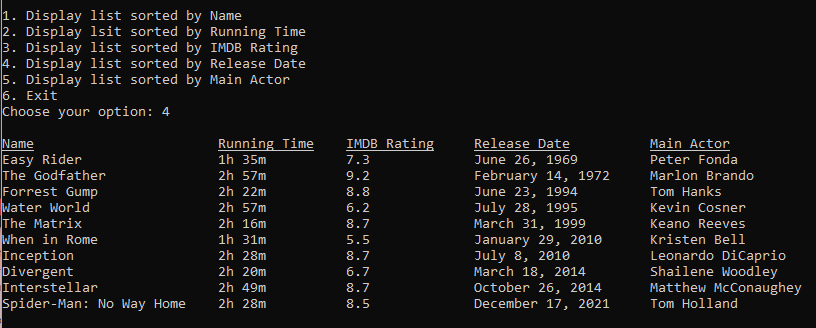 1. Display list sorted by Name
2. Display lsit sorted by Running Time
3. Display list sorted by IMDB Rating
4. Display list sorted by Release Date
5. Display list sorted by Main Actor
6. Exit
Choose your option: 4
Name Running Time IMDB Rating Release Date Main Actor
Easy Rider 1h 35m 7.3 June 26, 1969 Peter Fonda
The Godfather 2h 57m 9.2 February 14, 1972 Marlon Brando
Forrest Gump 2h 22m 8.8 June 23, 1994 Tom Hanks
Water World 2h 57m 6.2 July 28, 1995 Kevin Cosner
The Matrix 2h 16m 8.7 March 31, 1999 Keano Reeves
When in Rome 1h 31m 5.5 January 29, 2010 Kristen Bell
Inception 2h 28m 8.7 July 8, 2010 Leonardo DiCaprio
Divergent 2h 20m 6.7 March 18, 2014 Shailene Woodley
Interstellar 2h 49m 8.7 October 26, 2014 Matthew McConaughey
Spider-Man: No Way Home 2h 28m 8.5 December 17, 2021 Tom Holland